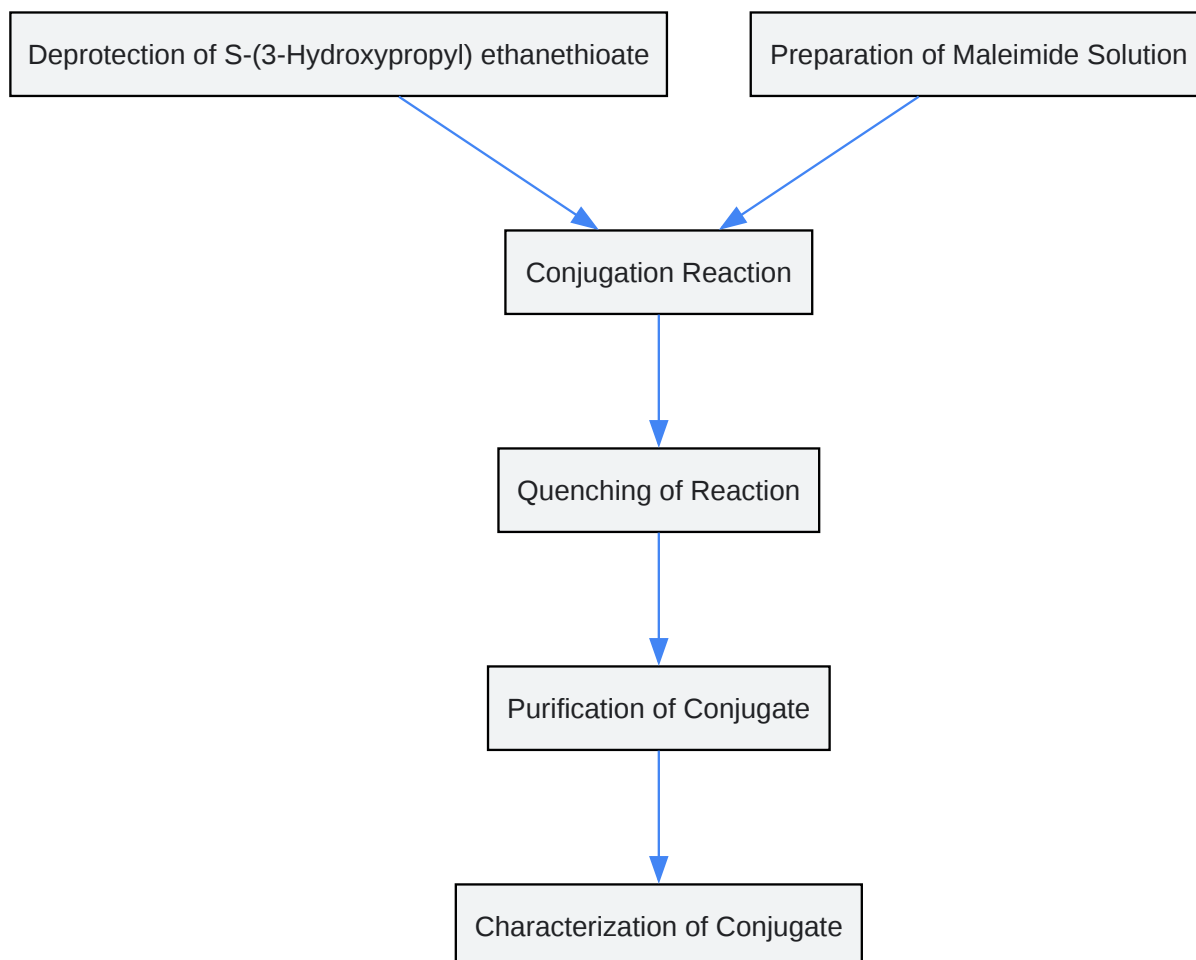 Deprotection of S-(3-Hydroxypropyl) ethanethioate
Preparation of Maleimide Solution
Conjugation Reaction
Quenching of Reaction
Purification of Conjugate
Characterization of Conjugate